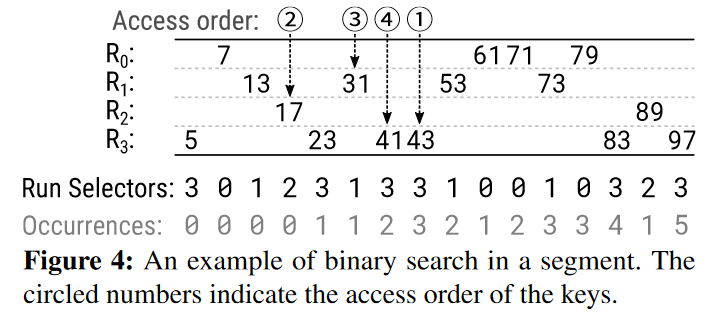 Access order: ② ③ ④ ①
R₀: 7 61 71 79
R₁: 13 31 53 73
R₂: 17 89
R₃: 5 23 41 43 83 97
Run Selectors: 3 0 1 2 3 1 3 3 1 0 0 1 0 3 2 3
Occurrences: 0 0 0 0 1 1 2 3 2 1 2 3 3 4 1 5
Figure 4: An example of binary search in a segment. The
circled numbers indicate the access order of the keys.